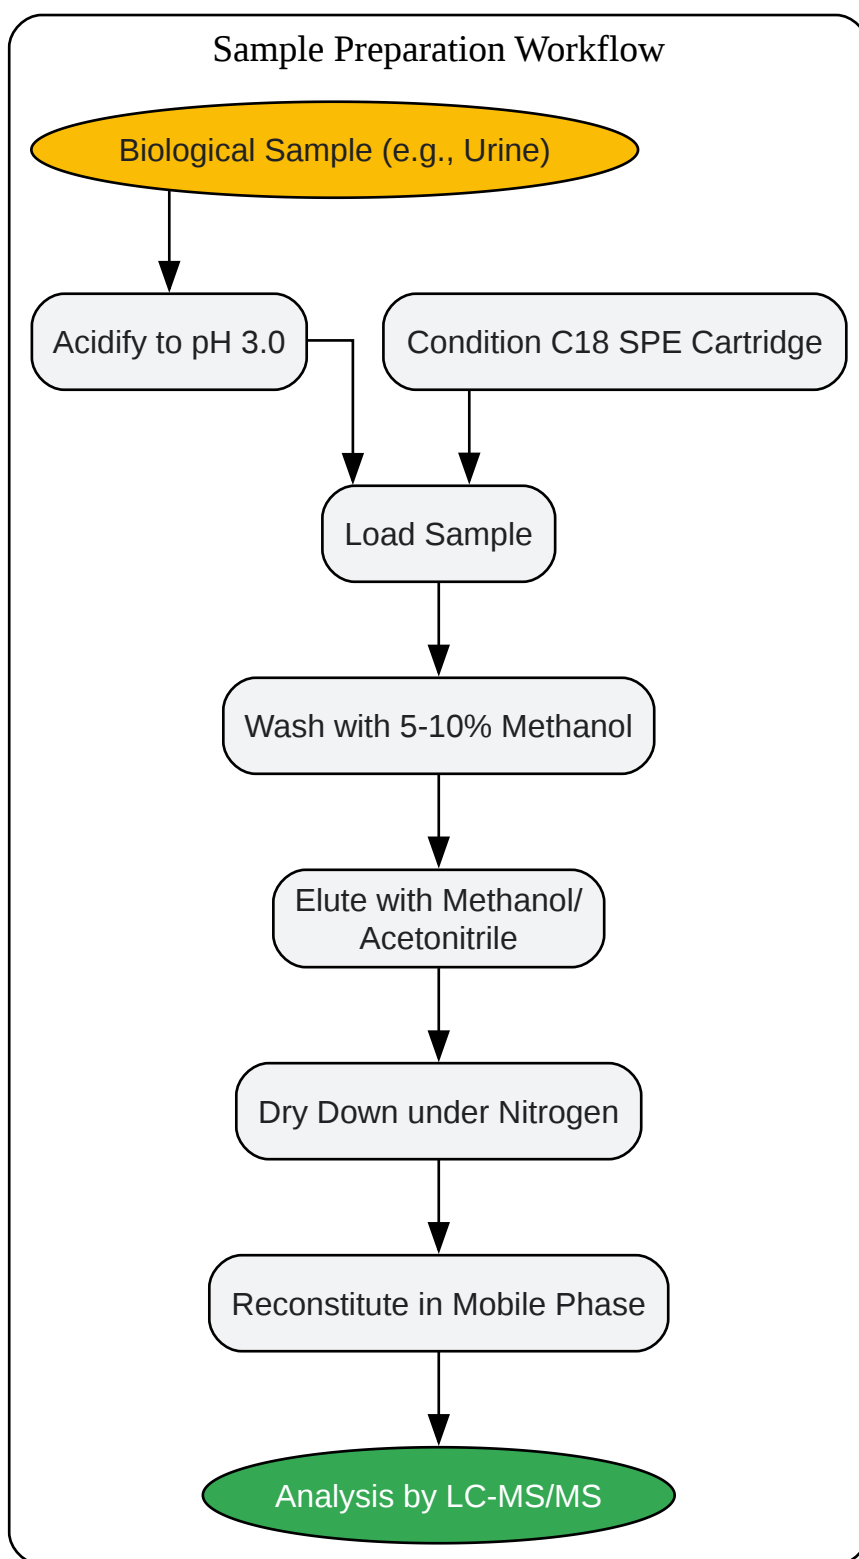 Sample Preparation Workflow
Biological Sample (e.g., Urine)
Acidify to pH 3.0
Condition C18 SPE Cartridge
Load Sample
Wash with 5-10% Methanol
Elute with Methanol/
Acetonitrile
Dry Down under Nitrogen
Reconstitute in Mobile Phase
Analysis by LC-MS/MS